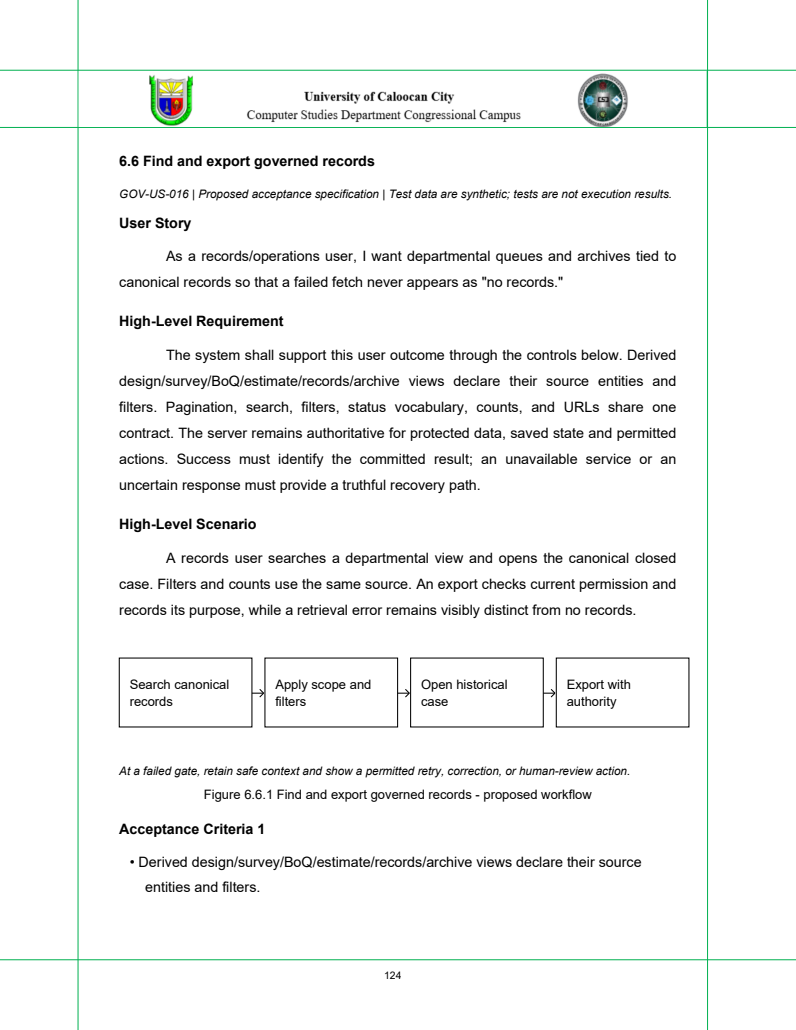 University of Caloocan City
Computer Studies Department Congressional Campus
6.6 Find and export governed records
GOV-US-016 | Proposed acceptance specification | Test data are synthetic; tests are not execution results.
User Story
As a records/operations user, I want departmental queues and archives tied to
canonical records so that a failed fetch never appears as "no records."
High-Level Requirement
The system shall support this user outcome through the controls below. Derived
design/survey/BoQ/estimate/records/archive views declare their source entities and
filters. Pagination, search, filters, status vocabulary, counts, and URLs share one
contract. The server remains authoritative for protected data, saved state and permitted
actions. Success must identify the committed result; an unavailable service or an
uncertain response must provide a truthful recovery path.
High-Level Scenario
A records user searches a departmental view and opens the canonical closed
case. Filters and counts use the same source. An export checks current permission and
records its purpose, while a retrieval error remains visibly distinct from no records.
Search canonical
records
Apply scope and
filters
Open historical
case
Export with
authority
At a failed gate, retain safe context and show a permitted retry, correction, or human-review action.
Figure 6.6.1 Find and export governed records - proposed workflow
Acceptance Criteria 1
• Derived design/survey/BoQ/estimate/records/archive views declare their source
entities and filters.
124